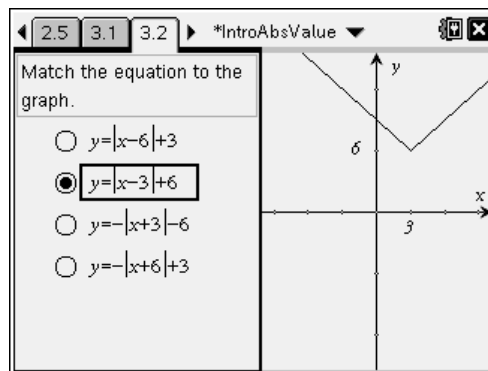 2.5 3.1 3.2 *IntroAbsValue
Match the equation to the
graph.
y=|x−6|+3
y=|x−3|+6
y=−|x+3|−6
y=−|x+6|+3
y
6
x
3